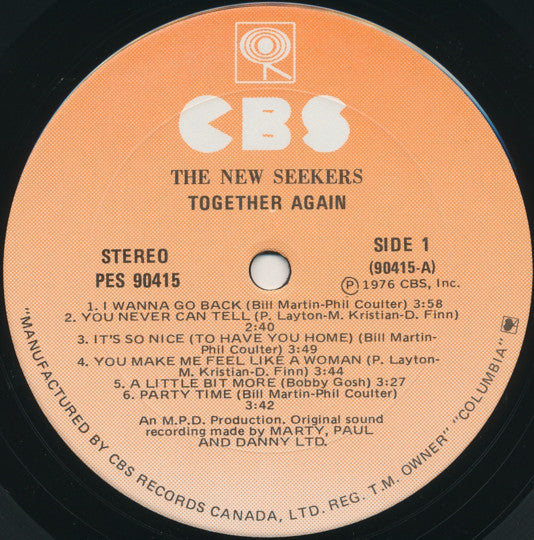 CBS
THE NEW SEEKERS
TOGETHER AGAIN
STEREO
PES 90415
SIDE 1
(90415-A)
Ⓟ 1976 CBS, Inc.
1. I WANNA GO BACK (Bill Martin-Phil Coulter) 3:58
2. YOU NEVER CAN TELL (P. Layton-M. Kristian-D. Finn)
2:40
3. IT'S SO NICE (TO HAVE YOU HOME) (Bill Martin-
Phil Coulter) 3:49
4. YOU MAKE ME FEEL LIKE A WOMAN (P. Layton-
M. Kristian-D. Finn) 3:44
5. A LITTLE BIT MORE (Bobby Gosh) 3:27
6. PARTY TIME (Bill Martin-Phil Coulter)
3:42
An M.P.D. Production. Original sound
recording made by MARTY, PAUL
AND DANNY LTD.
"MANUFACTURED BY CBS RECORDS CANADA, LTD. REG. T.M. OWNER" "COLUMBIA"